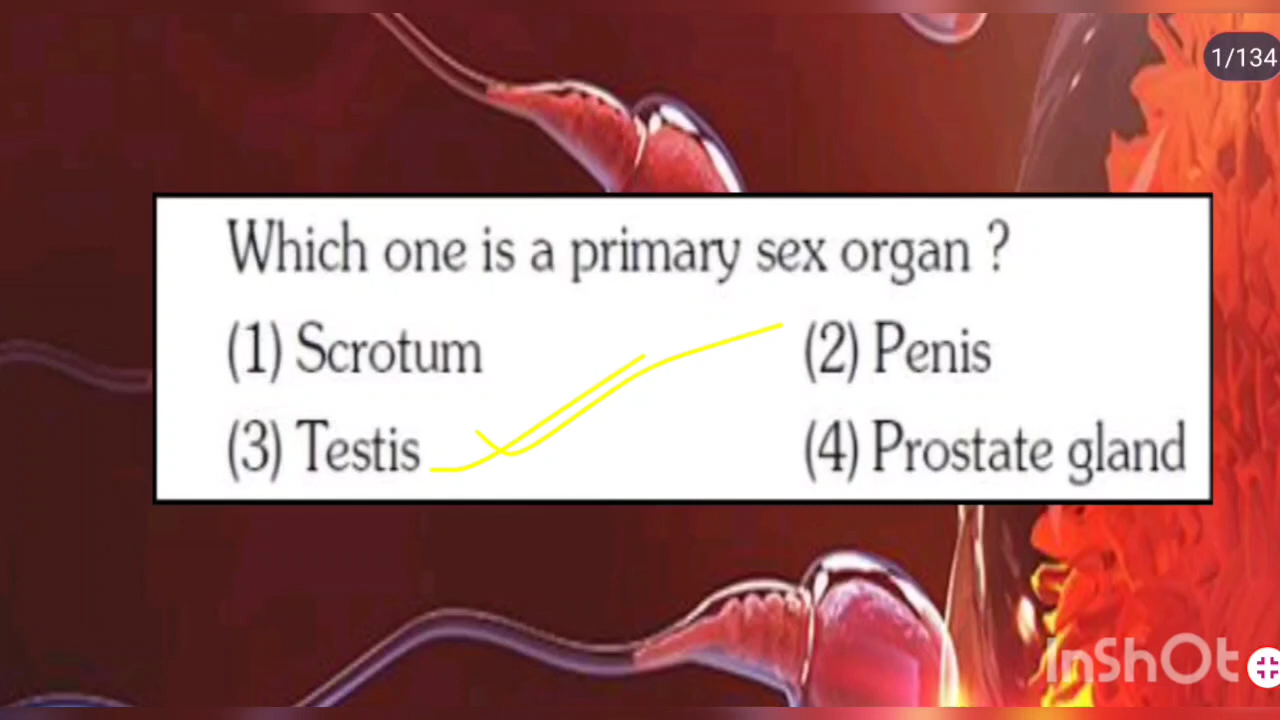 1/134
Which one is a primary sex organ ?
(1) Scrotum (2) Penis
(3) Testis (4) Prostate gland
InShOt